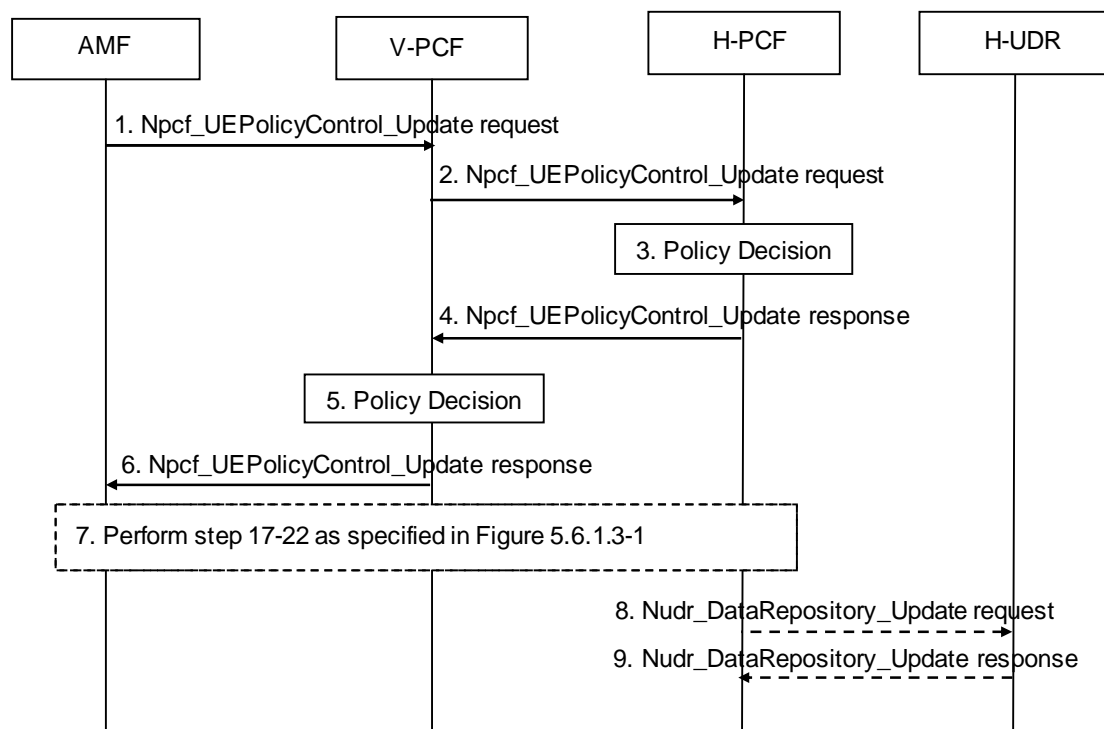 AMF
V-PCF
H-PCF
H-UDR
1. Npcf_UEPolicyControl_Update request
2. Npcf_UEPolicyControl_Update request
3. Policy Decision
4. Npcf_UEPolicyControl_Update response
5. Policy Decision
6. Npcf_UEPolicyControl_Update response
7. Perform step 17-22 as specified in Figure 5.6.1.3-1
8. Nudr_DataRepository_Update request
9. Nudr_DataRepository_Update response